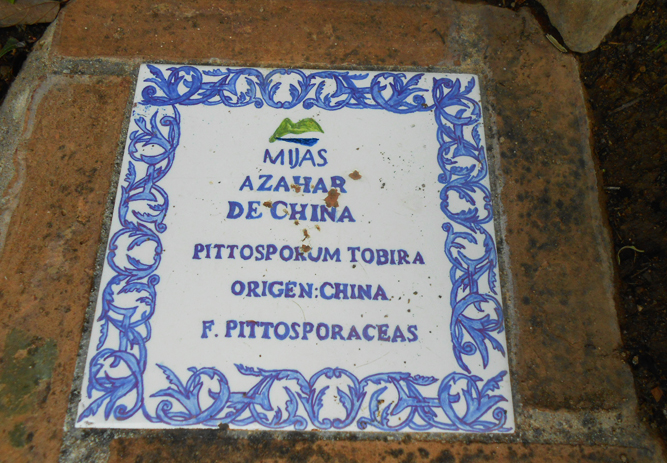 MIJAS
AZAHAR
DE CHINA
PITTOSPORUM TOBIRA
ORIGEN:CHINA
F. PITTOSPORACEAS